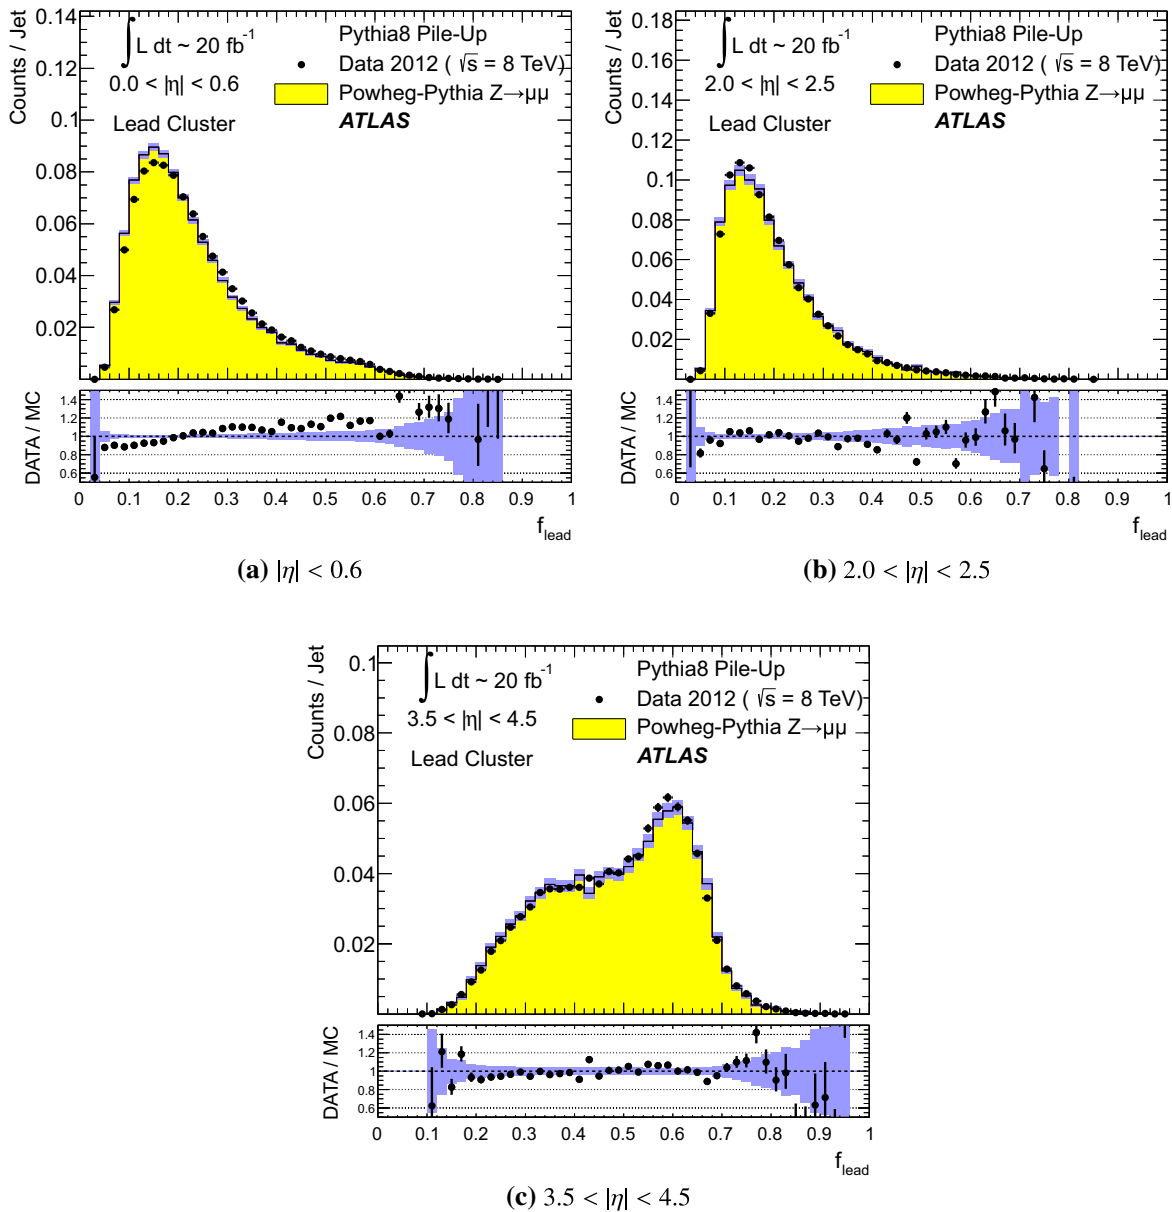 Counts / Jet
0.14
0.12
0.1
0.08
0.06
0.04
0.02
∫ L dt ~ 20 fb⁻¹
0.0 < |η| < 0.6
Lead Cluster
Pythia8 Pile-Up
Data 2012 ( √s = 8 TeV)
Powheg-Pythia Z→μμ
ATLAS
DATA / MC
1.4
1.2
1
0.8
0.6
0 0.1 0.2 0.3 0.4 0.5 0.6 0.7 0.8 0.9 1
f_lead
(a) |η| < 0.6
Counts / Jet
0.18
0.16
0.14
0.12
0.1
0.08
0.06
0.04
0.02
∫ L dt ~ 20 fb⁻¹
2.0 < |η| < 2.5
Lead Cluster
Pythia8 Pile-Up
Data 2012 ( √s = 8 TeV)
Powheg-Pythia Z→μμ
ATLAS
DATA / MC
1.4
1.2
1
0.8
0.6
0 0.1 0.2 0.3 0.4 0.5 0.6 0.7 0.8 0.9 1
f_lead
(b) 2.0 < |η| < 2.5
Counts / Jet
0.1
0.08
0.06
0.04
0.02
∫ L dt ~ 20 fb⁻¹
3.5 < |η| < 4.5
Lead Cluster
Pythia8 Pile-Up
Data 2012 ( √s = 8 TeV)
Powheg-Pythia Z→μμ
ATLAS
DATA / MC
1.4
1.2
1
0.8
0.6
0 0.1 0.2 0.3 0.4 0.5 0.6 0.7 0.8 0.9 1
f_lead
(c) 3.5 < |η| < 4.5